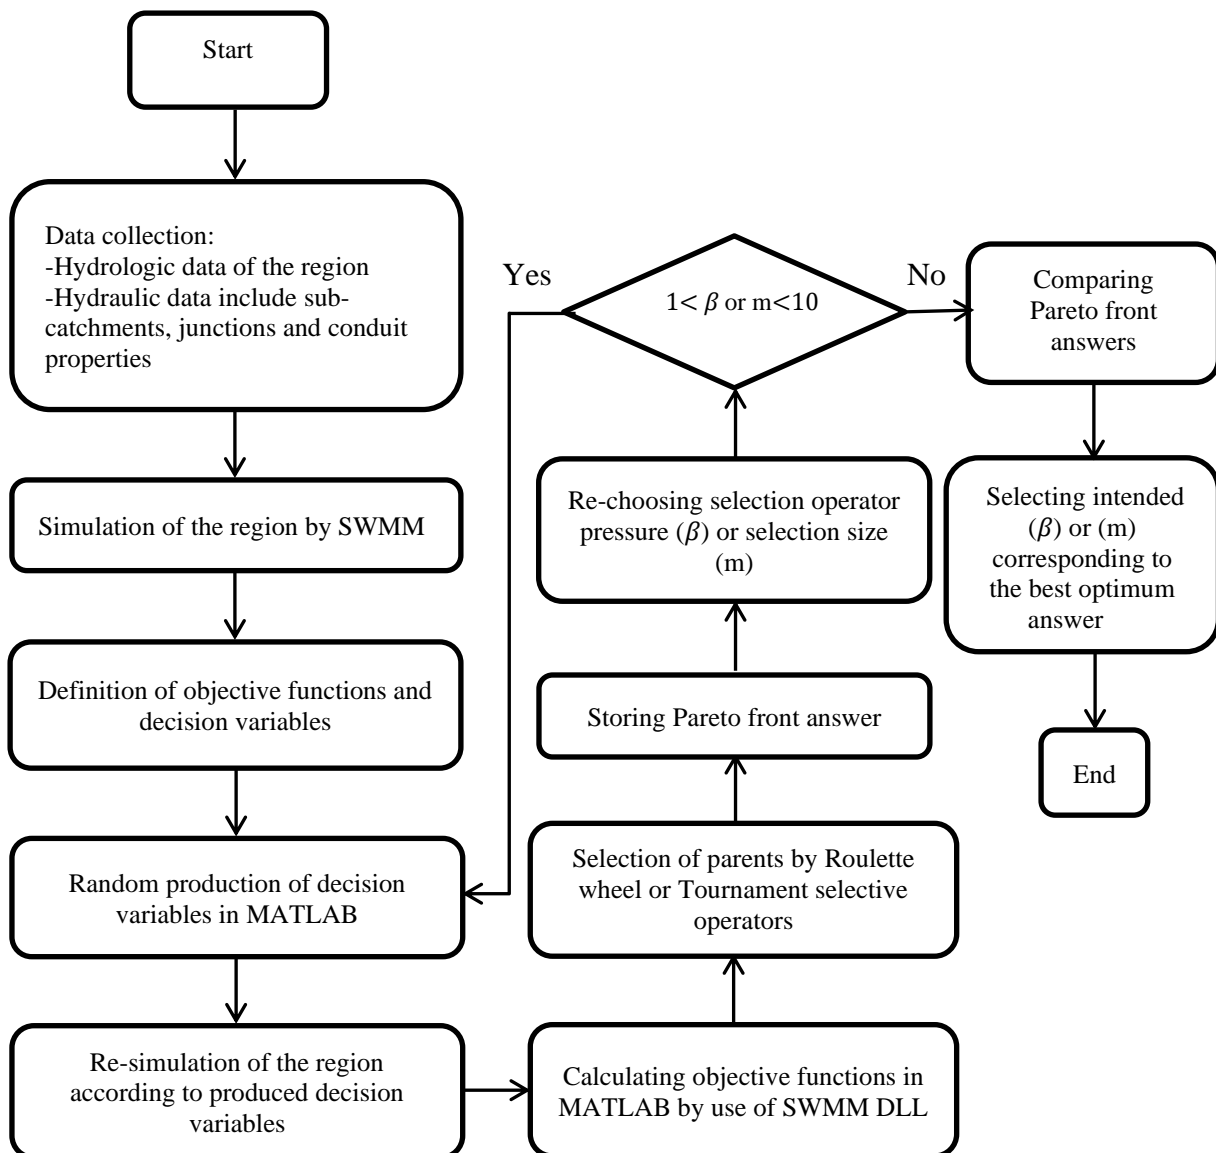 Start
Data collection:
-Hydrologic data of the region
-Hydraulic data include sub-
catchments, junctions and conduit
properties
Simulation of the region by SWMM
Definition of objective functions and
decision variables
Random production of decision
variables in MATLAB
Re-simulation of the region
according to produced decision
variables
Calculating objective functions in
MATLAB by use of SWMM DLL
Selection of parents by Roulette
wheel or Tournament selective
operators
Storing Pareto front answer
Re-choosing selection operator
pressure (β) or selection size
(m)
1< β or m<10
Yes
No
Comparing
Pareto front
answers
Selecting intended
(β) or (m)
corresponding to
the best optimum
answer
End